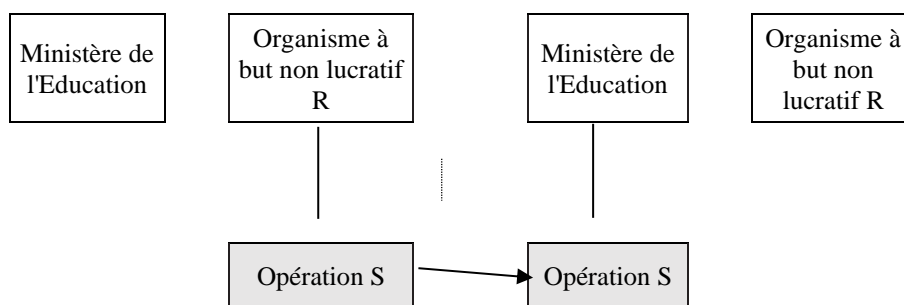 Ministère de
l'Education
Organisme à
but non lucratif
R
Ministère de
l'Education
Organisme à
but non
lucratif R
Opération S
Opération S